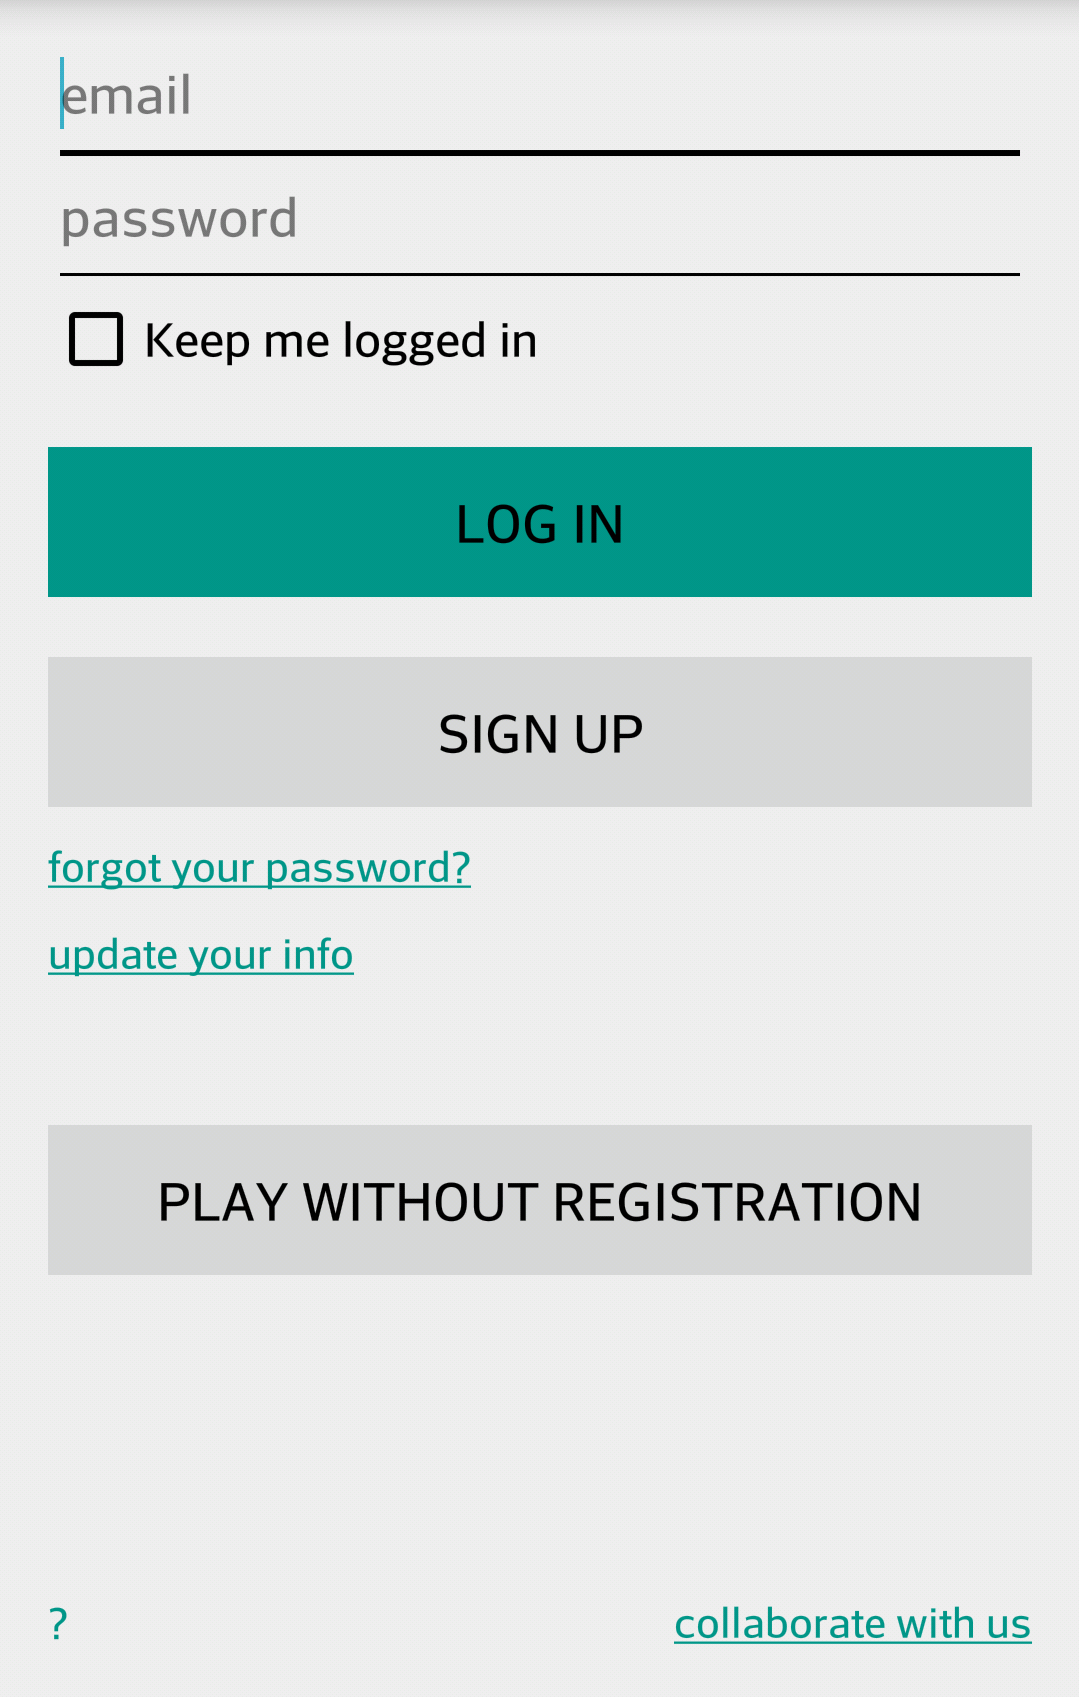 email
password
Keep me logged in
LOG IN
SIGN UP
forgot your password?
update your info
PLAY WITHOUT REGISTRATION
?
collaborate with us